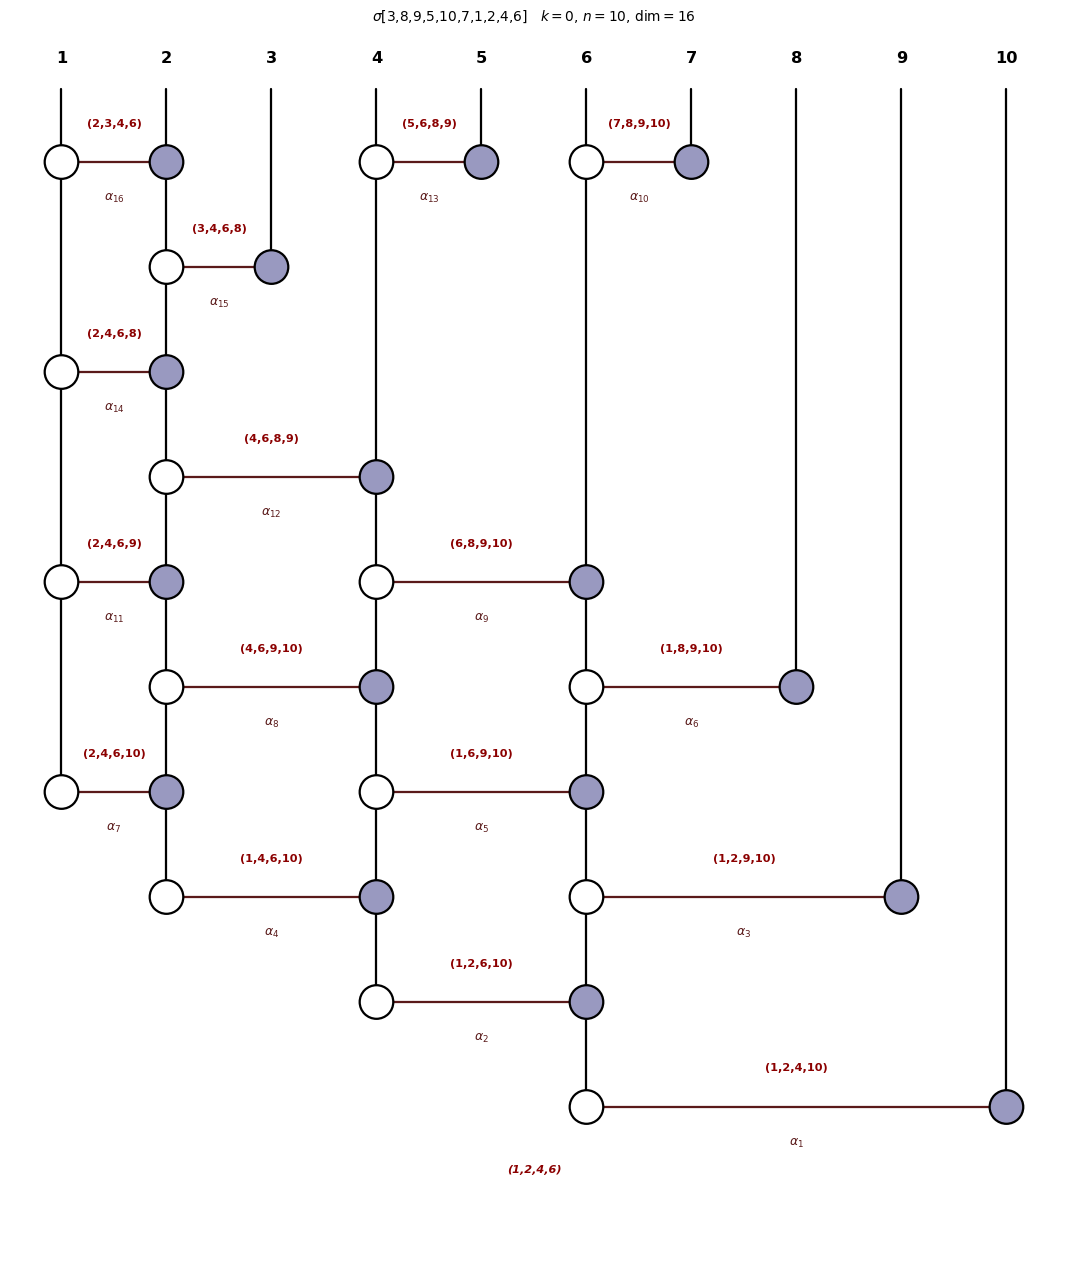 σ[3,8,9,5,10,7,1,2,4,6] k=0, n=10, dim=16
1 2 3 4 5 6 7 8 9 10
(2,3,4,6) (5,6,8,9) (7,8,9,10)
α₁₆ α₁₃ α₁₀
(3,4,6,8)
α₁₅
(2,4,6,8)
α₁₄
(4,6,8,9)
α₁₂
(2,4,6,9) (6,8,9,10)
α₁₁ α₉
(4,6,9,10) (1,8,9,10)
α₈ α₆
(2,4,6,10) (1,6,9,10)
α₇ α₅
(1,4,6,10) (1,2,9,10)
α₄ α₃
(1,2,6,10)
α₂
(1,2,4,10)
α₁
(1,2,4,6)